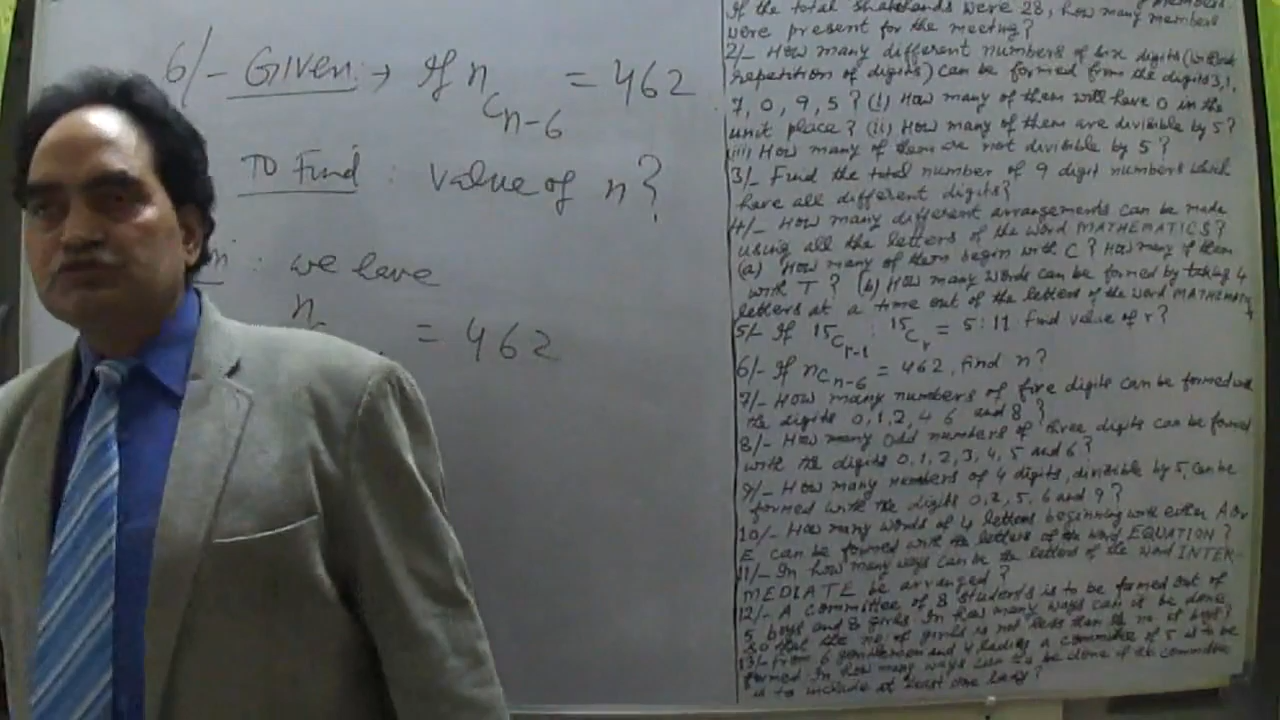 6/- Given → If nCn-6 = 462
To Find : Value of n?
: we have
n
= 462
If the total shakehands were 28, how many members
were present for the meeting?
2/- How many different numbers of six digits (without
repetition of digits) can be formed from the digits 3, 1,
7, 0, 9, 5 ? (i) How many of them will have 0 in the
unit place? (ii) How many of them are divisible by 5?
(iii) How many of them are not divisible by 5 ?
3/- Find the total number of 9 digit numbers which
have all different digits?
4/- How many different arrangements can be made
using all the letters of the word MATHEMATICS?
(a) How many of them begin with C ? How many of them
with T ? (b) How many words can be formed by taking 4
letters at a time out of the letters of the word
5/- If 15Cr-1 : 15Cr = 5:11 find value of r?
6/- If nCn-6 = 462, find n?
7/- How many numbers of five digits can be formed with
the digits 0,1,2,4 6 and 8 ?
8/- How many odd numbers of three digits can be formed
with the digits 0,1,2,3,4,5 and 6?
9/- How many numbers of 4 digits, divisible by 5, can be
formed with the digits 0,2,5,6 and 9 ?
10/- How many words of 4 letters beginning with either A or
E can be formed with the letters of the word EQUATION ?
11/- In how many ways can be the letters of the word INTER-
MEDIATE be arranged ?
12/- A committee of 8 students is to be formed out of
5 boys and 8 girls. In how many ways can it be done
so that the no. of girls is not less than the no. of boys?
13/- From 6 gentlemen and 4 ladies a committee of 5 is to be
formed. In how many ways can be done if the committee
is to include at least one lady?